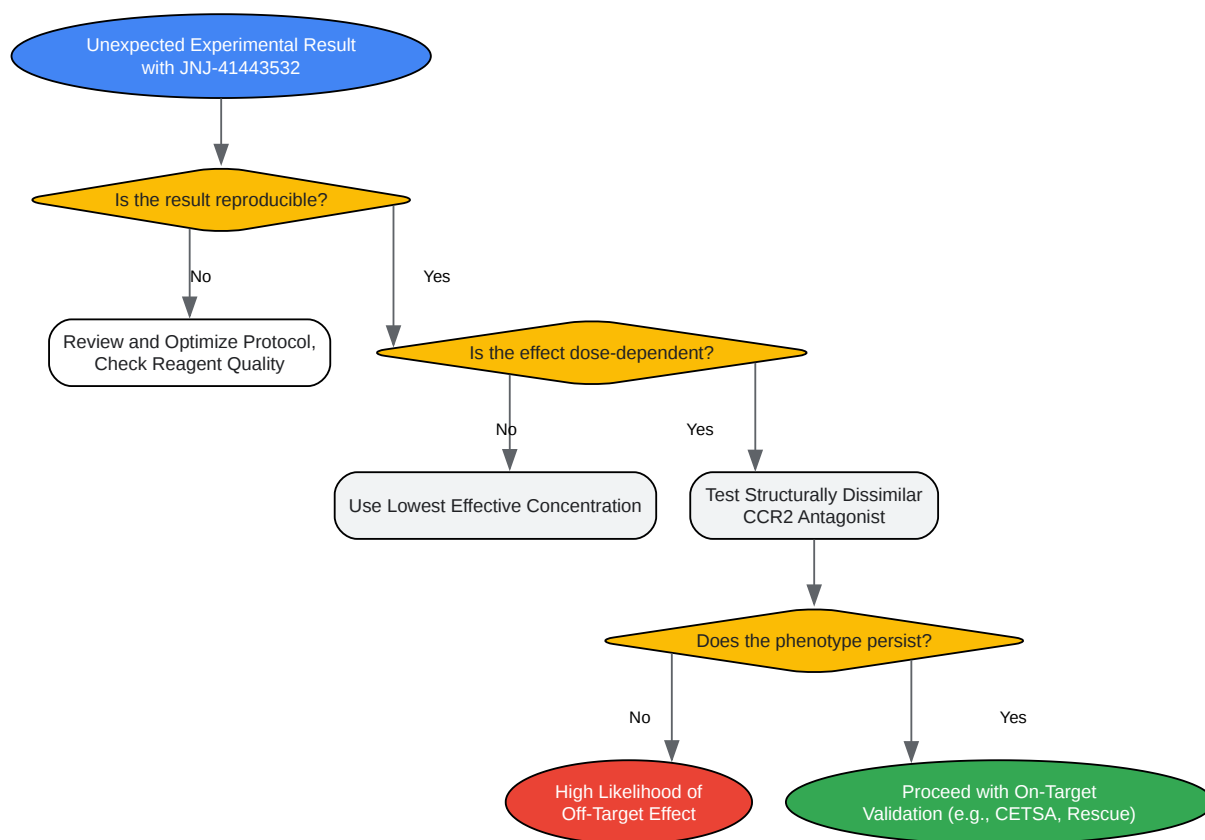 Unexpected Experimental Result
with JNJ-41443532
Is the result reproducible?
No
Yes
Review and Optimize Protocol,
Check Reagent Quality
Is the effect dose-dependent?
No
Yes
Use Lowest Effective Concentration
Test Structurally Dissimilar
CCR2 Antagonist
Does the phenotype persist?
No
Yes
High Likelihood of
Off-Target Effect
Proceed with On-Target
Validation (e.g., CETSA, Rescue)